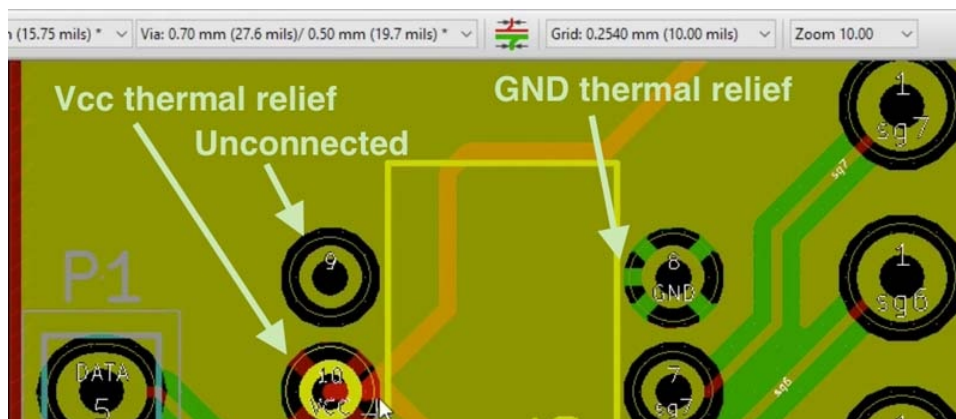 (15.75 mils) *
Via: 0.70 mm (27.6 mils)/ 0.50 mm (19.7 mils) *
Grid: 0.2540 mm (10.00 mils)
Zoom 10.00
Vcc thermal relief
GND thermal relief
Unconnected
1
sg7
sg7
9
8
GND
P1
1
sg6
DATA
5
10
VCC
7
sg7
sg6